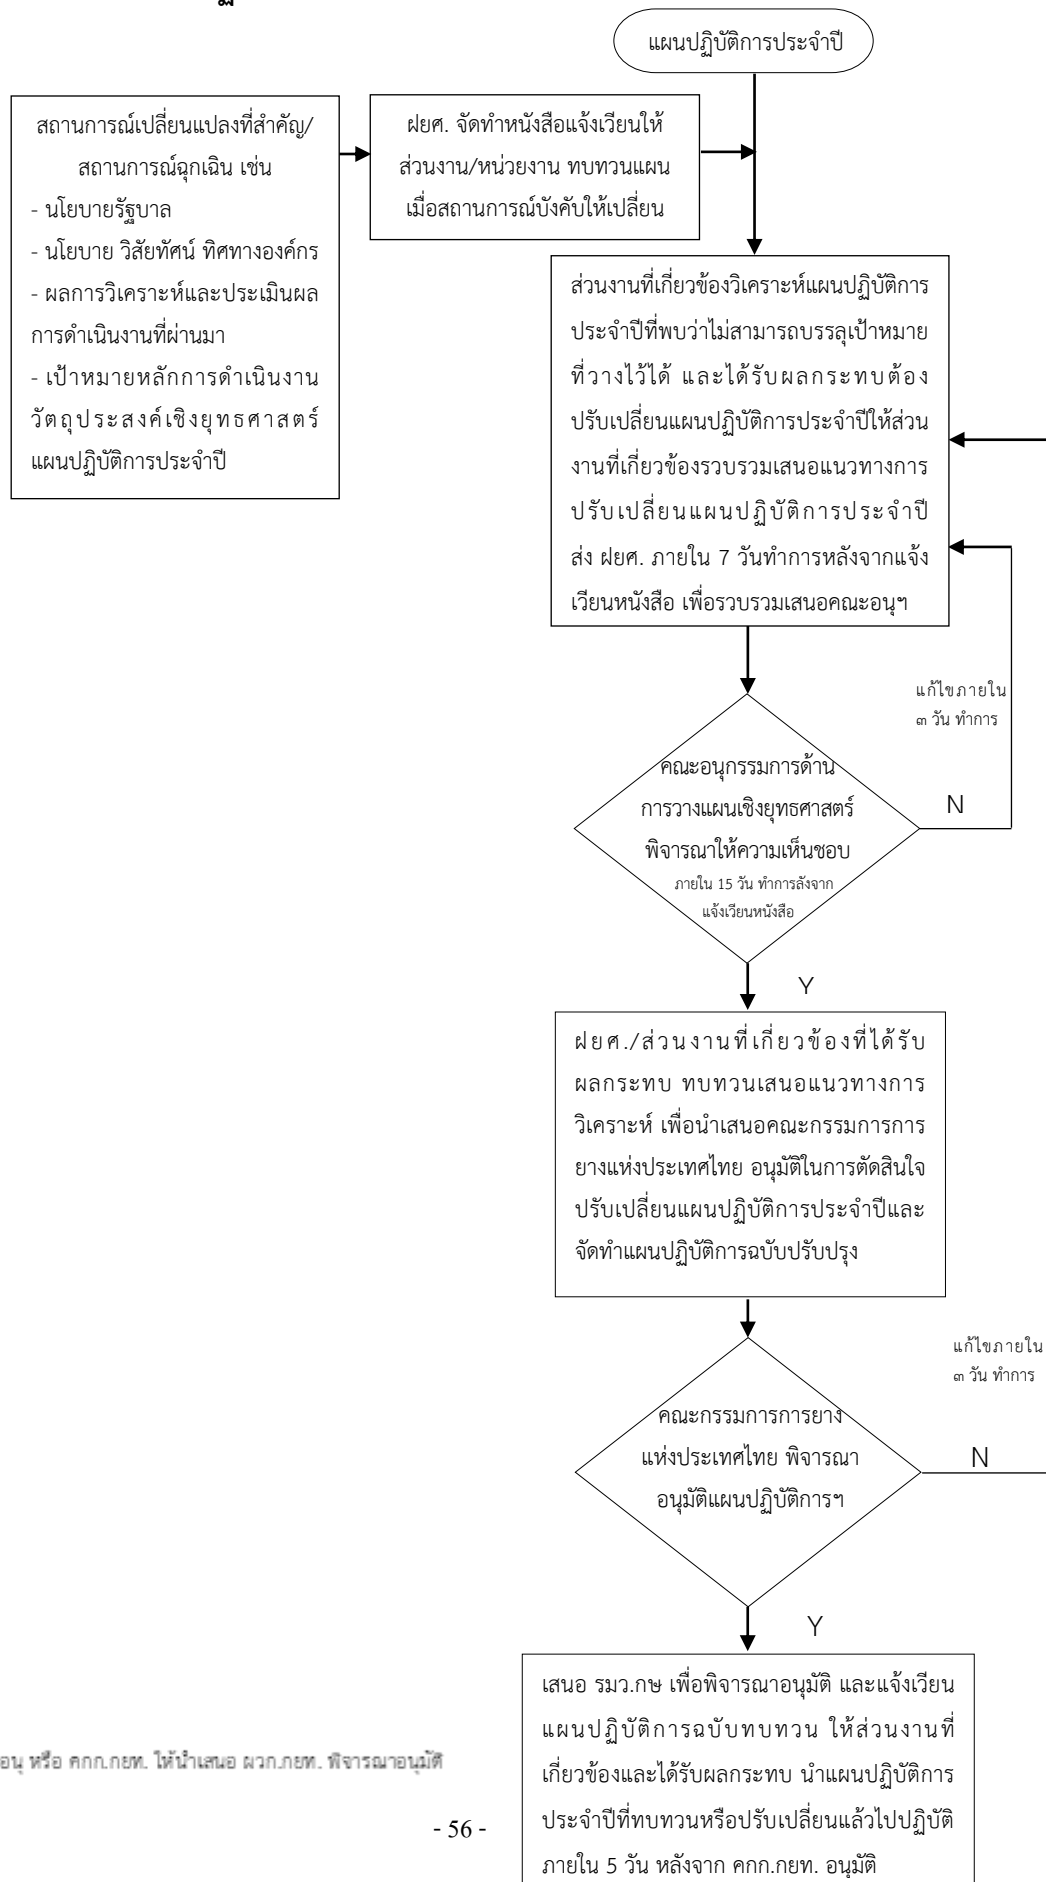 แผนปฏิบัติการประจำปี
สถานการณ์เปลี่ยนแปลงที่สำคัญ/
สถานการณ์ฉุกเฉิน เช่น
- นโยบายรัฐบาล
- นโยบาย วิสัยทัศน์ ทิศทางองค์กร
- ผลการวิเคราะห์และประเมินผล
การดำเนินงานที่ผ่านมา
- เป้าหมายหลักการดำเนินงาน
วัตถุประสงค์เชิงยุทธศาสตร์
แผนปฏิบัติการประจำปี
ฝยศ. จัดทำหนังสือแจ้งเวียนให้
ส่วนงาน/หน่วยงาน ทบทวนแผน
เมื่อสถานการณ์บังคับให้เปลี่ยน
ส่วนงานที่เกี่ยวข้องวิเคราะห์แผนปฏิบัติการ
ประจำปีที่พบว่าไม่สามารถบรรลุเป้าหมาย
ที่วางไว้ได้ และได้รับผลกระทบต้อง
ปรับเปลี่ยนแผนปฏิบัติการประจำปีให้ส่วน
งานที่เกี่ยวข้องรวบรวมเสนอแนวทางการ
ปรับเปลี่ยนแผนปฏิบัติการประจำปี
ส่ง ฝยศ. ภายใน 7 วันทำการหลังจากแจ้ง
เวียนหนังสือ เพื่อรวบรวมเสนอคณะอนุฯ
แก้ไขภายใน
๓ วัน ทำการ
คณะอนุกรรมการด้าน
การวางแผนเชิงยุทธศาสตร์
พิจารณาให้ความเห็นชอบ
ภายใน 15 วัน ทำการลังจาก
แจ้งเวียนหนังสือ
N
Y
ฝยศ./ส่วนงานที่เกี่ยวข้องที่ได้รับ
ผลกระทบ ทบทวนเสนอแนวทางการ
วิเคราะห์ เพื่อนำเสนอคณะกรรมการการ
ยางแห่งประเทศไทย อนุมัติในการตัดสินใจ
ปรับเปลี่ยนแผนปฏิบัติการประจำปีและ
จัดทำแผนปฏิบัติการฉบับปรับปรุง
แก้ไขภายใน
๓ วัน ทำการ
คณะกรรมการการยาง
แห่งประเทศไทย พิจารณา
อนุมัติแผนปฏิบัติการฯ
N
Y
เสนอ รมว.กษ เพื่อพิจารณาอนุมัติ และแจ้งเวียน
แผนปฏิบัติการฉบับทบทวน ให้ส่วนงานที่
เกี่ยวข้องและได้รับผลกระทบ นำแผนปฏิบัติการ
ประจำปีที่ทบทวนหรือปรับเปลี่ยนแล้วไปปฏิบัติ
ภายใน 5 วัน หลังจาก คกก.กยท. อนุมัติ
อนุ หรือ คกก.กยท. ให้นำเสนอ ผวก.กยท. พิจารณาอนุมัติ
- 56 -